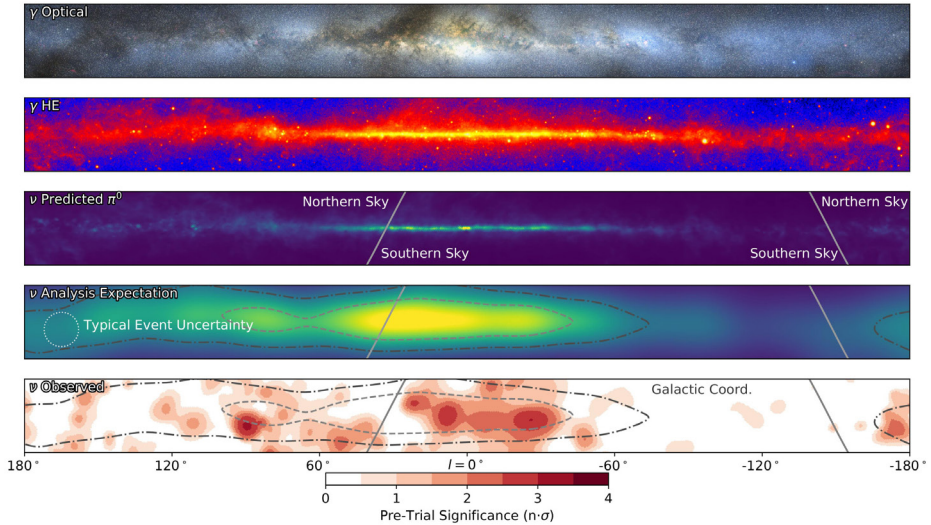 γ Optical
γ HE
ν Predicted π⁰
Northern Sky
Northern Sky
Southern Sky
Southern Sky
ν Analysis Expectation
Typical Event Uncertainty
ν Observed
Galactic Coord.
180° 120° 60° l = 0° -60° -120° -180°
0 1 2 3 4
Pre-Trial Significance (n·σ)